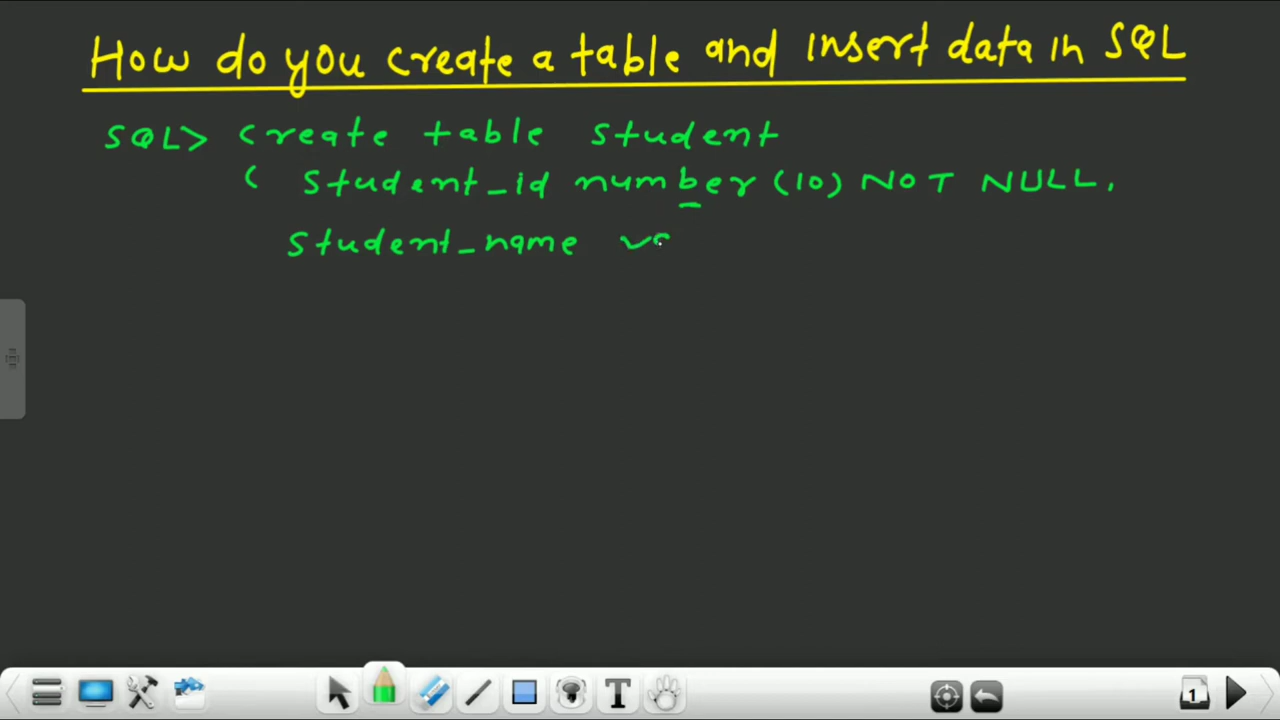 How do you create a table and insert data in SQL
SQL> create table student
( student_id number (10) NOT NULL,
student_name
1